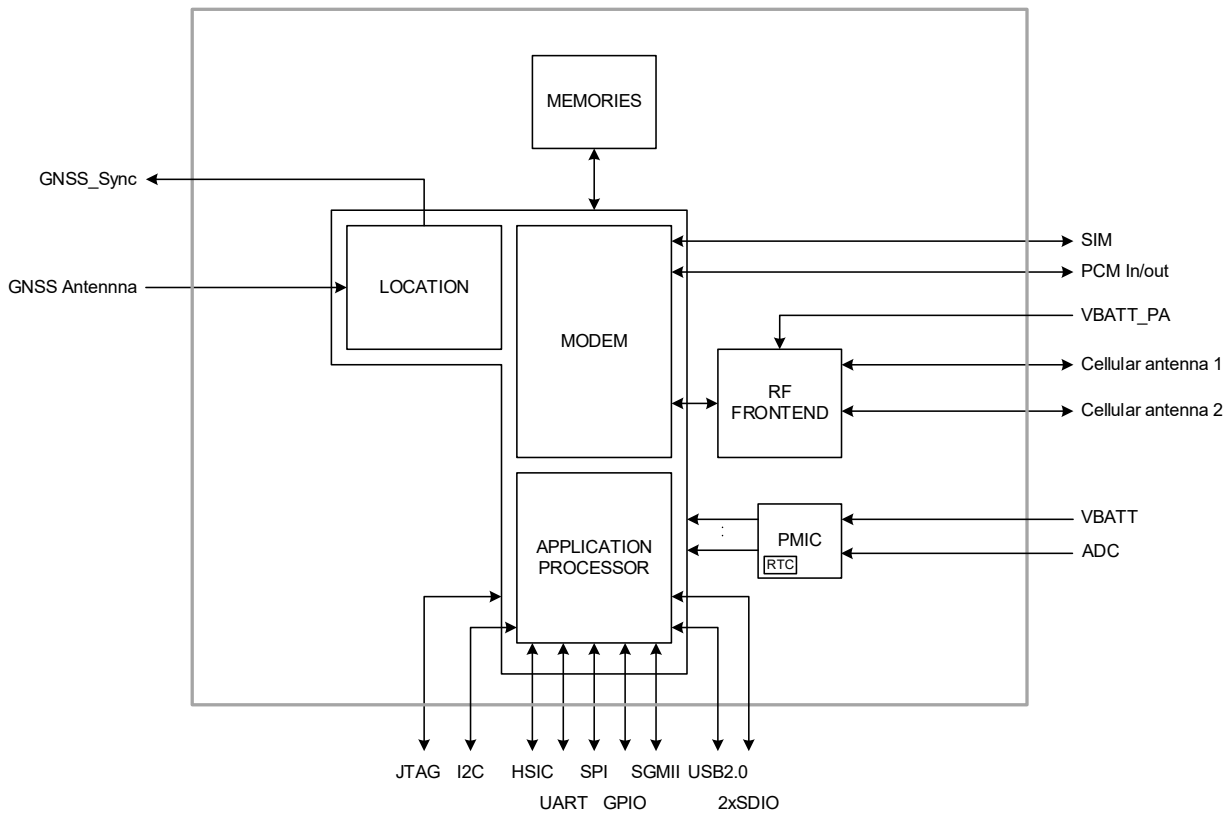 MEMORIES
GNSS_Sync
SIM
LOCATION
GNSS Antennna
PCM In/out
VBATT_PA
MODEM
Cellular antenna 1
RF
FRONTEND
Cellular antenna 2
VBATT
APPLICATION
PROCESSOR
PMIC
ADC
RTC
:
JTAG I2C HSIC SPI SGMII USB2.0
UART GPIO 2xSDIO